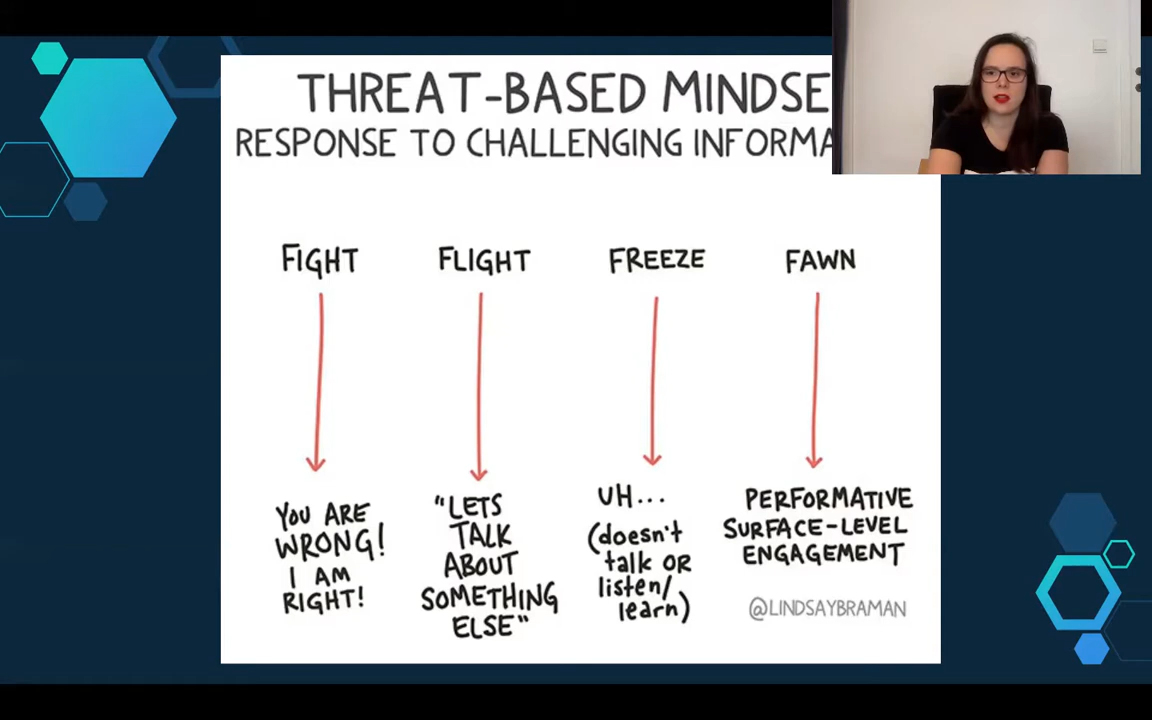 THREAT-BASED MINDSE
RESPONSE TO CHALLENGING INFORMA
FIGHT
FLIGHT
FREEZE
FAWN
YOU ARE
WRONG!
I AM
RIGHT!
"LETS
TALK
ABOUT
SOMETHING
ELSE"
UH...
(doesn't
talk OR
listen/
learn)
PERFORMATIVE
SURFACE-LEVEL
ENGAGEMENT
@LINDSAYBRAMAN